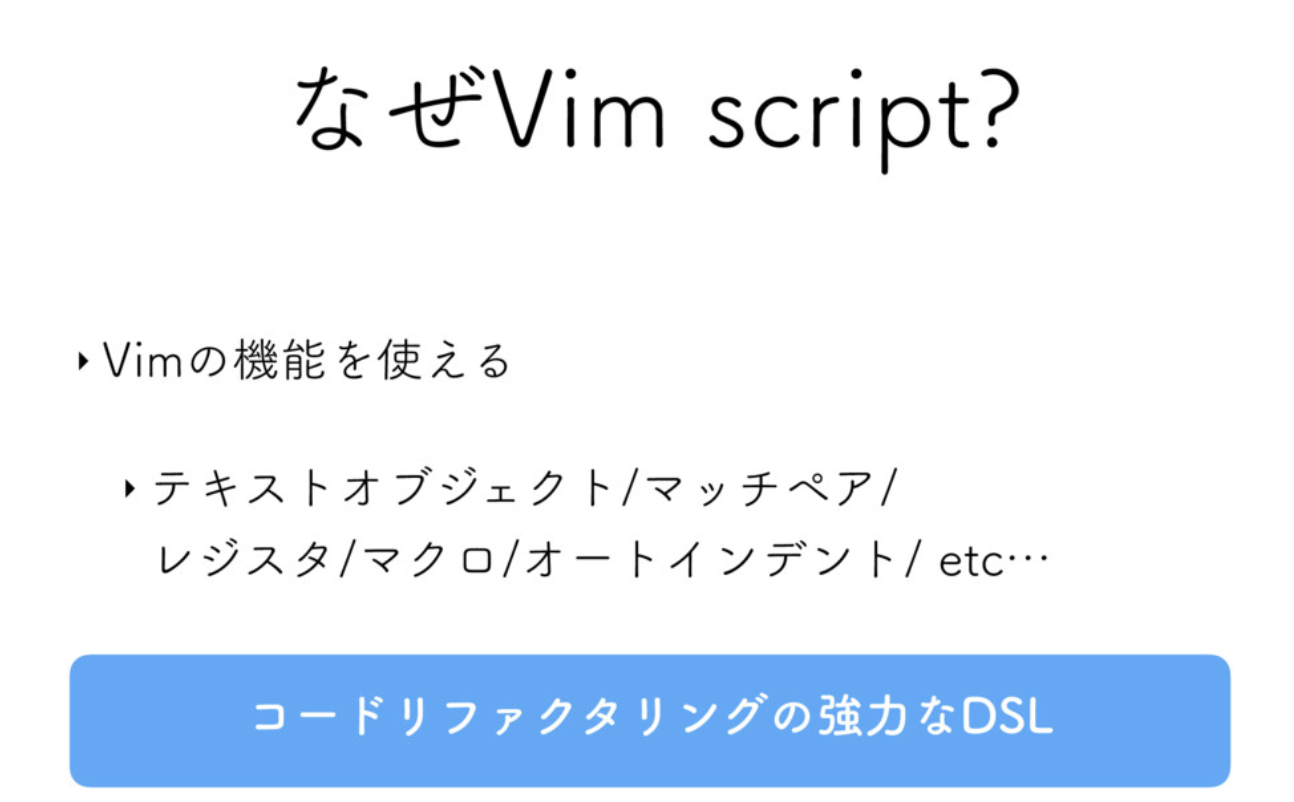 なぜVim script?
‣Vimの機能を使える
‣テキストオブジェクト/マッチペア/
レジスタ/マクロ/オートインデント/ etc…
コードリファクタリングの強力なDSL